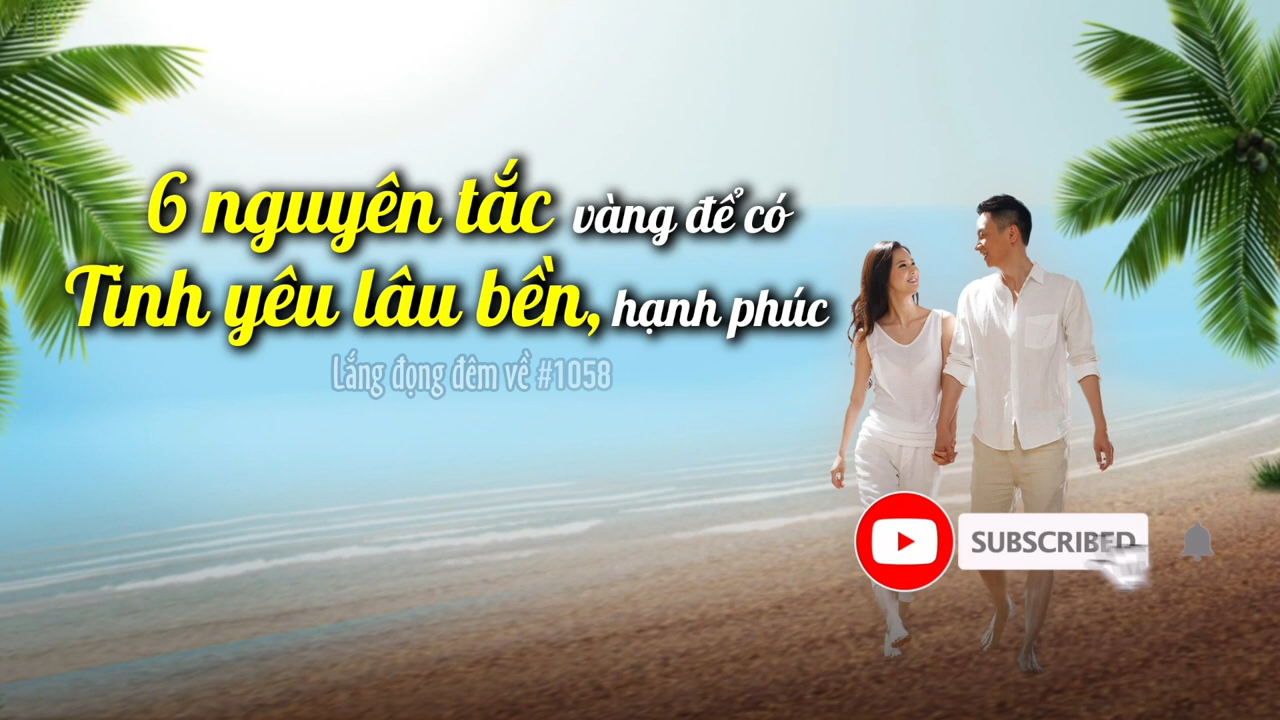 6 nguyên tắc vàng để có
Tình yêu lâu bền, hạnh phúc
Lắng đọng đêm về #1058
SUBSCRIBED